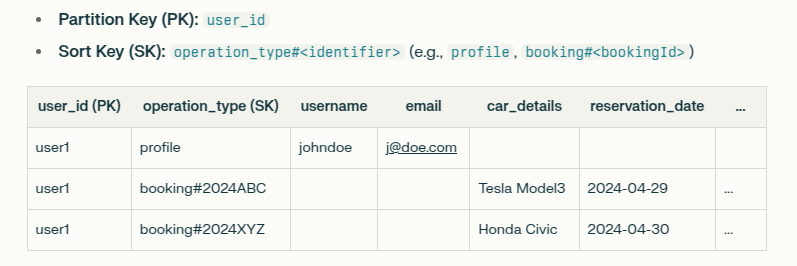 Partition Key (PK): user_id
Sort Key (SK): operation_type#<identifier> (e.g., profile, booking#<bookingId>)
user_id (PK) operation_type (SK) username email car_details reservation_date ...
user1 profile johndoe j@doe.com
user1 booking#2024ABC Tesla Model3 2024-04-29 ...
user1 booking#2024XYZ Honda Civic 2024-04-30 ...